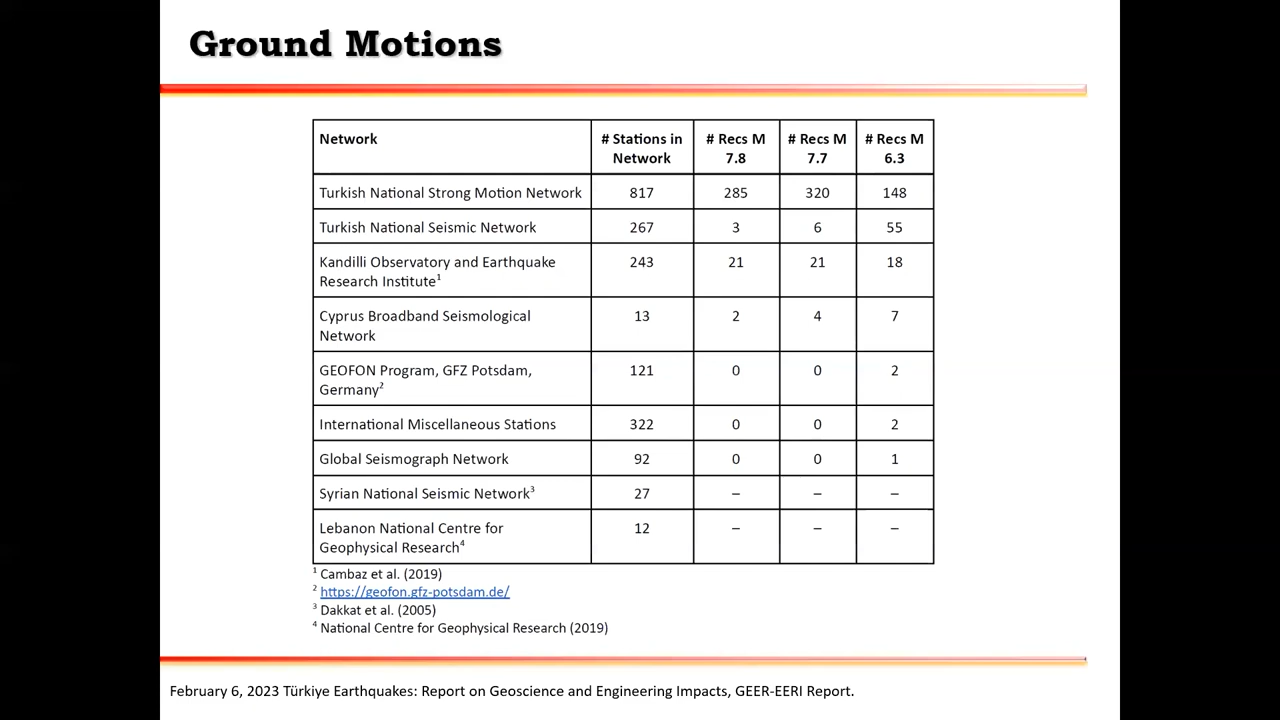 Ground Motions
Network # Stations in Network # Recs M 7.8 # Recs M 7.7 # Recs M 6.3
Turkish National Strong Motion Network 817 285 320 148
Turkish National Seismic Network 267 3 6 55
Kandilli Observatory and Earthquake Research Institute¹ 243 21 21 18
Cyprus Broadband Seismological Network 13 2 4 7
GEOFON Program, GFZ Potsdam, Germany² 121 0 0 2
International Miscellaneous Stations 322 0 0 2
Global Seismograph Network 92 0 0 1
Syrian National Seismic Network³ 27 – – –
Lebanon National Centre for Geophysical Research⁴ 12 – – –
¹ Cambaz et al. (2019)
² https://geofon.gfz-potsdam.de/
³ Dakkat et al. (2005)
⁴ National Centre for Geophysical Research (2019)
February 6, 2023 Türkiye Earthquakes: Report on Geoscience and Engineering Impacts, GEER-EERI Report.